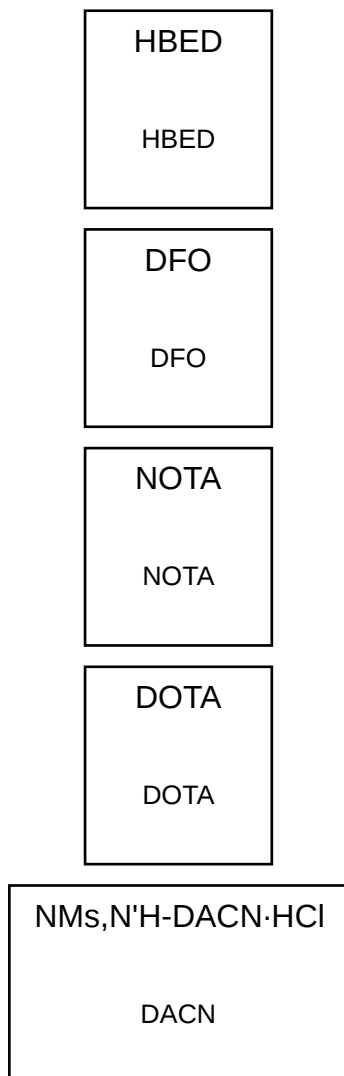 HBED
HBED
DFO
DFO
NOTA
NOTA
DOTA
DOTA
NMs,N'H-DACN·HCl
DACN